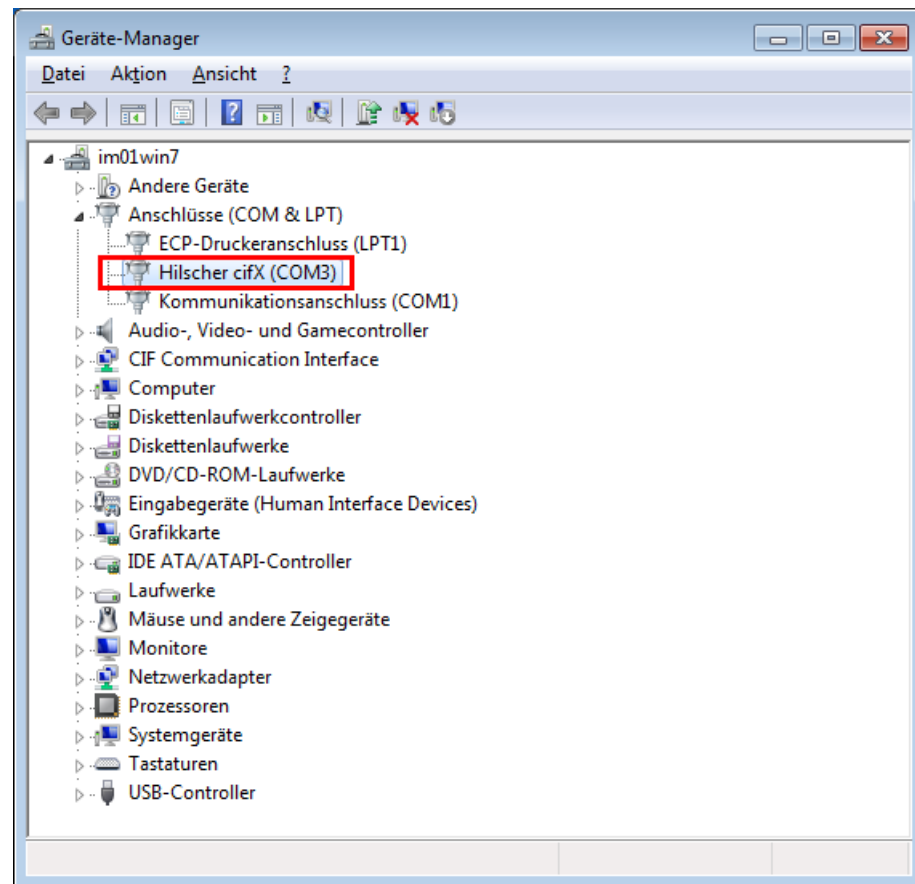 Geräte-Manager
Datei Aktion Ansicht ?
im01win7
Andere Geräte
Anschlüsse (COM & LPT)
ECP-Druckeranschluss (LPT1)
Hilscher cifX (COM3)
Kommunikationsanschluss (COM1)
Audio-, Video- und Gamecontroller
CIF Communication Interface
Computer
Diskettenlaufwerkcontroller
Diskettenlaufwerke
DVD/CD-ROM-Laufwerke
Eingabegeräte (Human Interface Devices)
Grafikkarte
IDE ATA/ATAPI-Controller
Laufwerke
Mäuse und andere Zeigegeräte
Monitore
Netzwerkadapter
Prozessoren
Systemgeräte
Tastaturen
USB-Controller